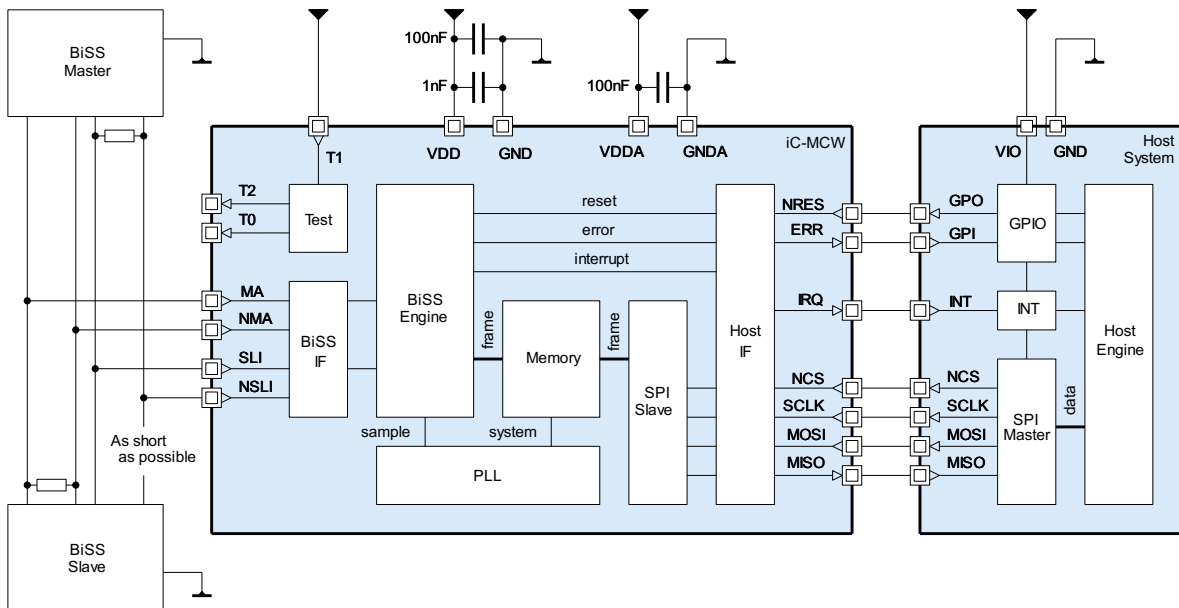 BiSS
Master
100nF
1nF
100nF
iC-MCW
Host
System
T1
VDD
GND
VDDA
GNDA
VIO
GND
T2
T0
Test
reset
error
interrupt
NRES
ERR
GPO
GPI
GPIO
MA
NMA
SLI
NSLI
BiSS
IF
BiSS
Engine
frame
Memory
frame
SPI
Slave
Host
IF
IRQ
INT
INT
Host
Engine
NCS
SCLK
MOSI
MISO
NCS
SCLK
MOSI
MISO
SPI
Master
data
sample
system
PLL
As short
as possible
BiSS
Slave